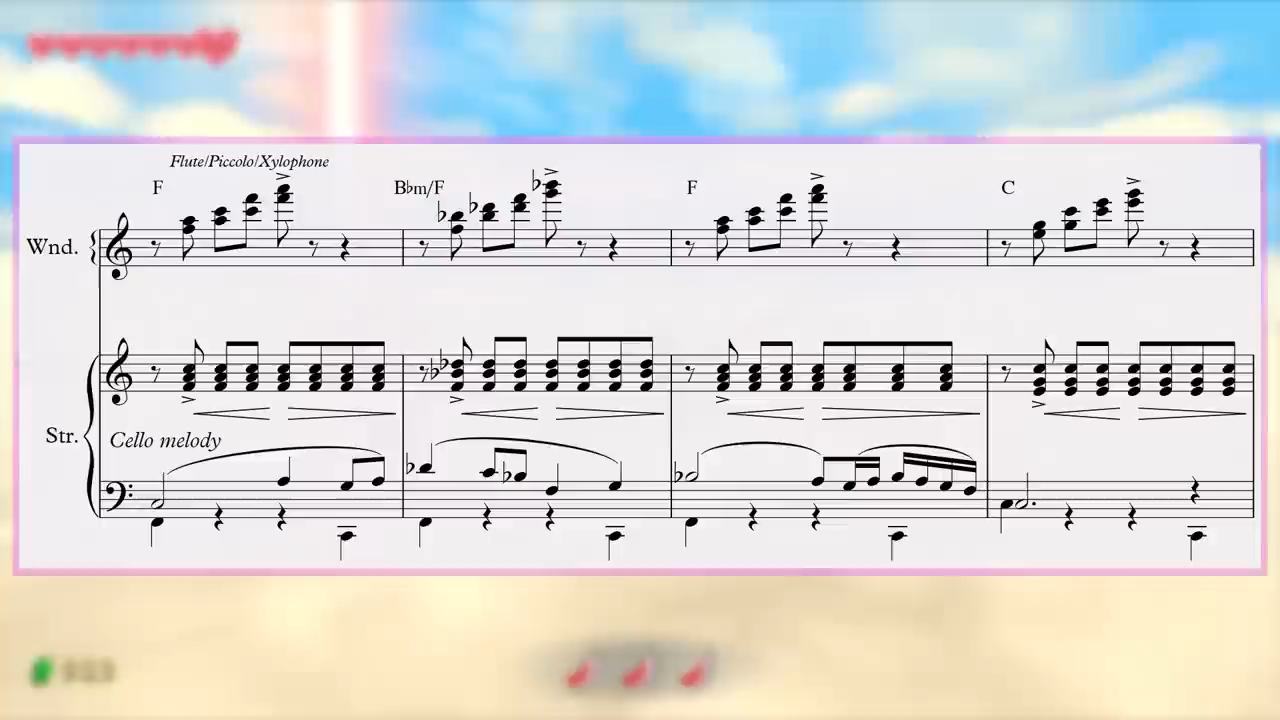 Flute/Piccolo/Xylophone
F B♭m/F F C
Wnd.
Str.
Cello melody